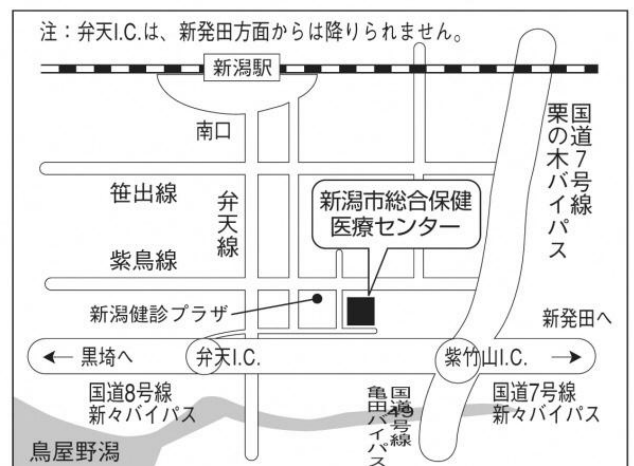 注：弁天I.C.は、新発田方面からは降りられません。
新潟駅
南口
国道7号線
栗の木バイパス
笹出線
弁天線
新潟市総合保健
医療センター
紫鳥線
新潟健診プラザ
新発田へ
← 黒埼へ
弁天I.C.
紫竹山I.C. →
国道8号線
新々バイパス
国道49号線
亀田バイパス
国道7号線
新々バイパス
鳥屋野潟